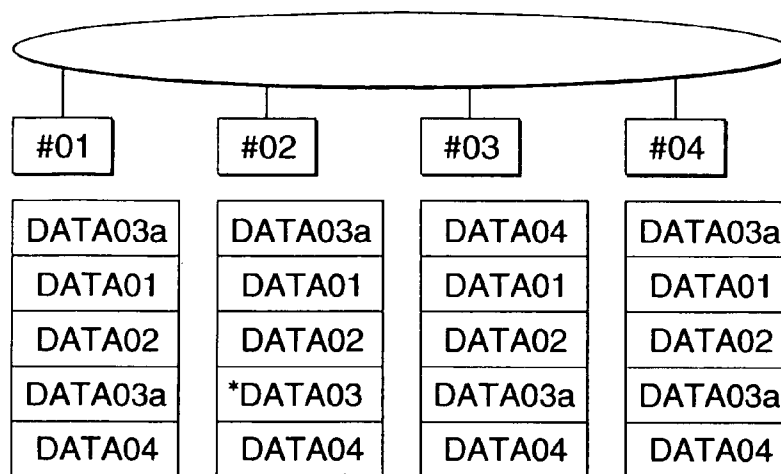 #01 #02 #03 #04
DATA03a DATA03a DATA04 DATA03a
DATA01 DATA01 DATA01 DATA01
DATA02 DATA02 DATA02 DATA02
DATA03a *DATA03 DATA03a DATA03a
DATA04 DATA04 DATA04 DATA04